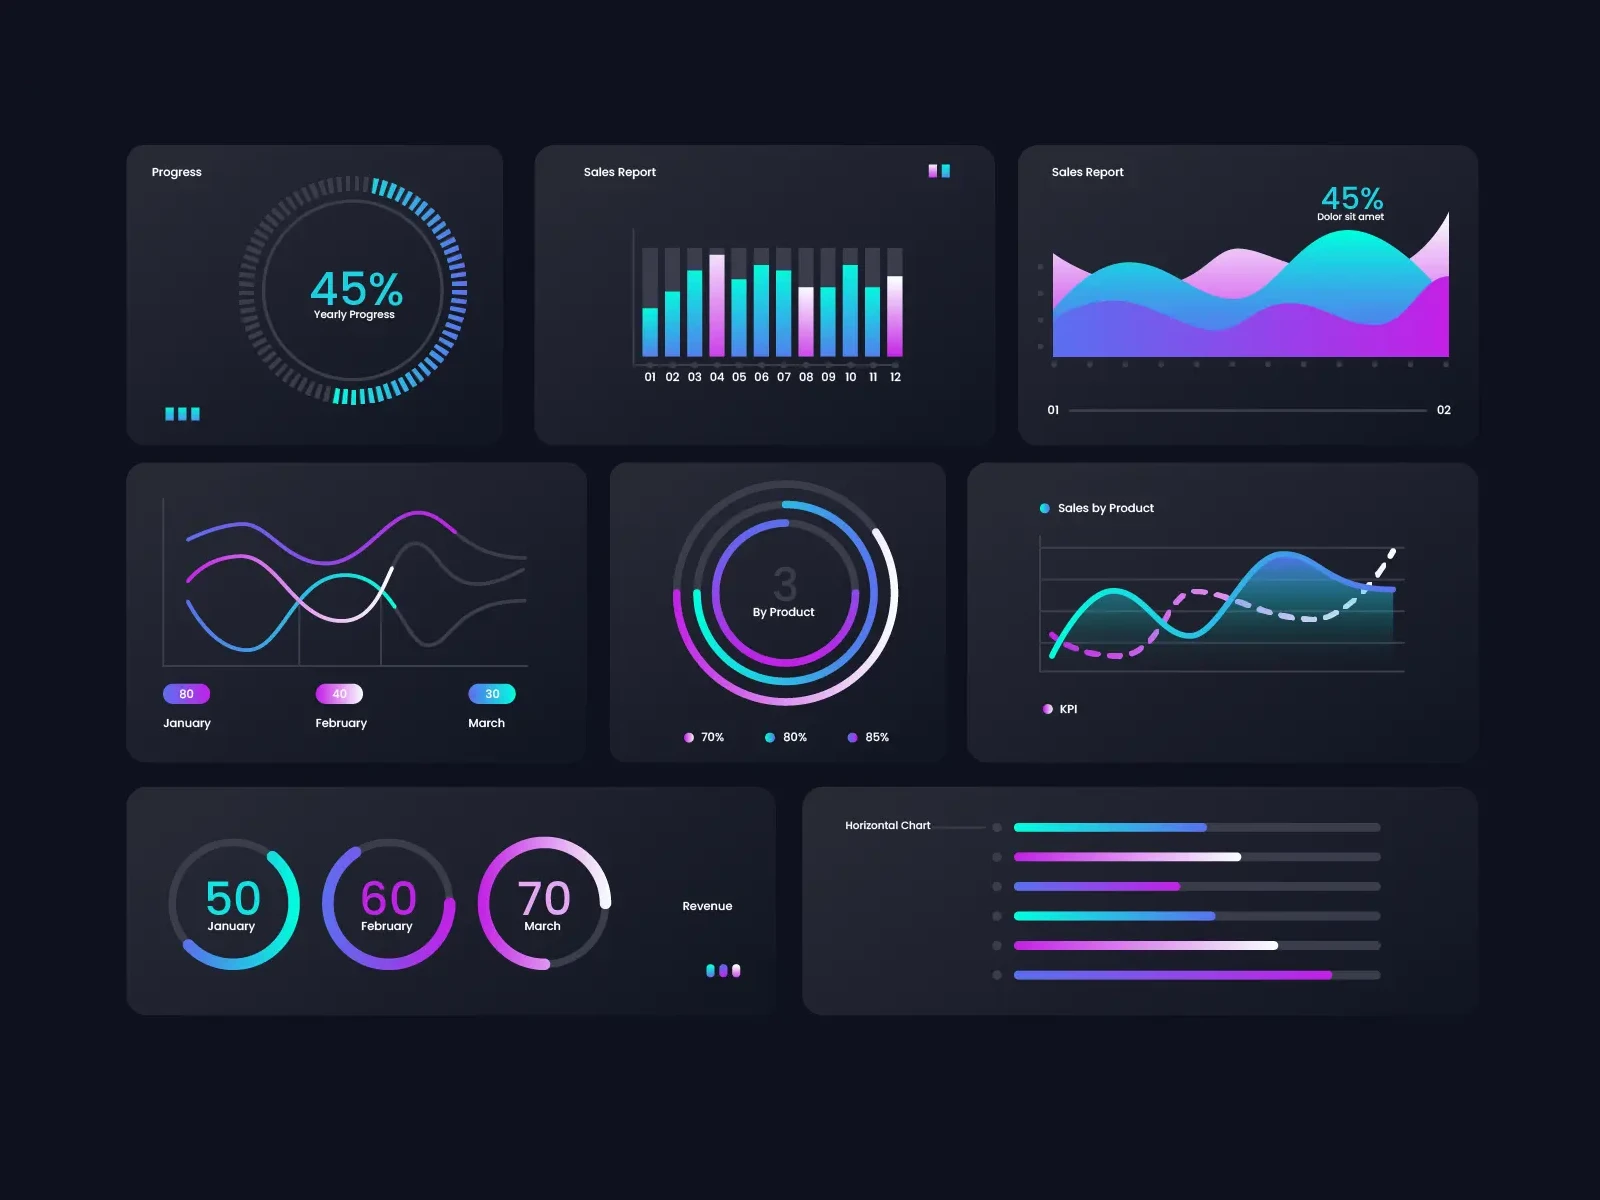 Progress
45%
Yearly Progress
Sales Report
01 02 03 04 05 06 07 08 09 10 11 12
Sales Report
45%
Dolor sit amet
01 02
80 40 30
January February March
3
By Product
70% 80% 85%
Sales by Product
KPI
50
January
60
February
70
March
Revenue
Horizontal Chart